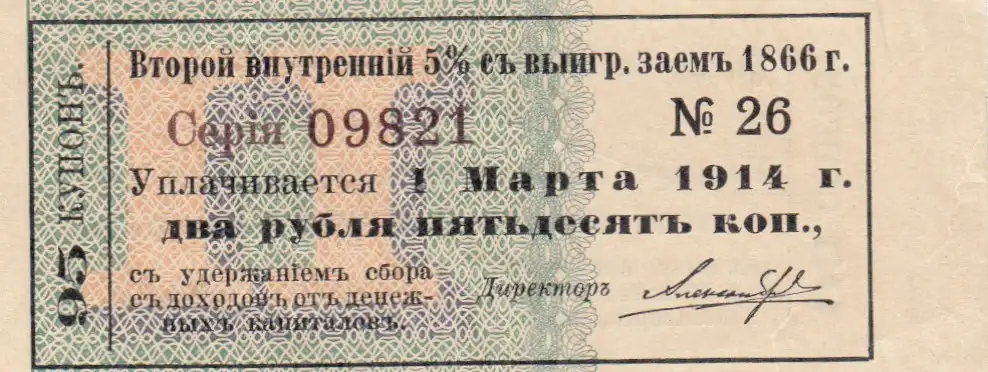 25 КУПОНЪ.
Второй внутренній 5% съ выигр. заемъ 1866 г.
Серія 09821
№ 26
Уплачивается 1 Марта 1914 г.
два рубля пятьдесятъ коп.,
съ удержаніемъ сбора
съ доходовъ отъ денеж-
ныхъ капиталовъ.
Директоръ